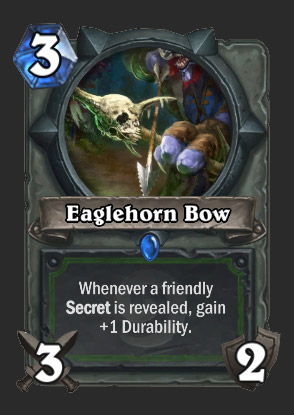 3
Eaglehorn Bow
Whenever a friendly
Secret is revealed, gain
+1 Durability.
3
2